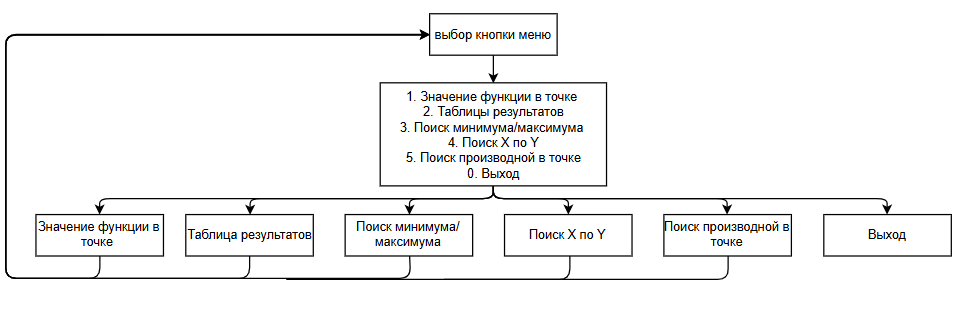 выбор кнопки меню
1. Значение функции в точке
2. Таблицы результатов
3. Поиск минимума/максимума
4. Поиск X по Y
5. Поиск производной в точке
0. Выход
Значение функции в
точке
Таблица результатов
Поиск минимума/
максимума
Поиск X по Y
Поиск производной в
точке
Выход